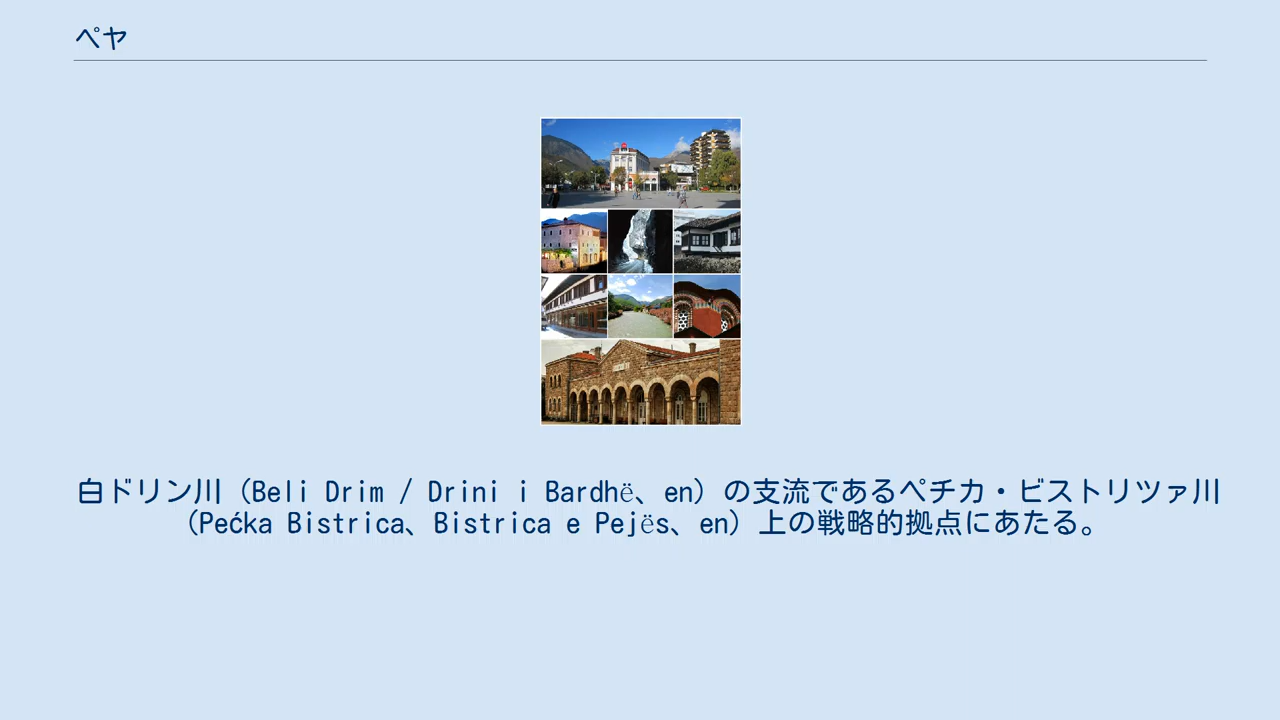 ペヤ
白ドリン川（Beli Drim / Drini i Bardhë、en）の支流であるペチカ・ビストリツァ川
（Pećka Bistrica、Bistrica e Pejës、en）上の戦略的拠点にあたる。